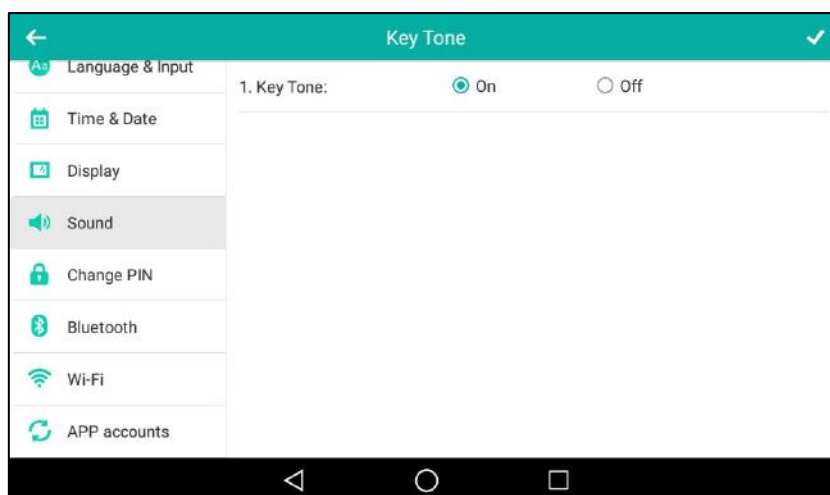 Key Tone
Aa Language & Input
1. Key Tone: On Off
Time & Date
Display
Sound
Change PIN
Bluetooth
Wi-Fi
APP accounts